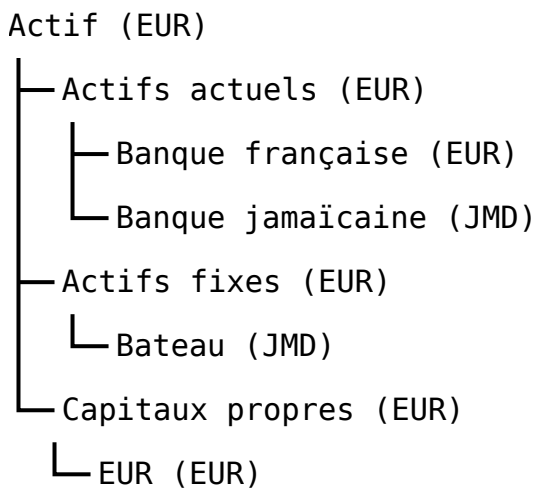 Actif (EUR)
Actifs actuels (EUR)
Banque française (EUR)
Banque jamaïcaine (JMD)
Actifs fixes (EUR)
Bateau (JMD)
Capitaux propres (EUR)
EUR (EUR)